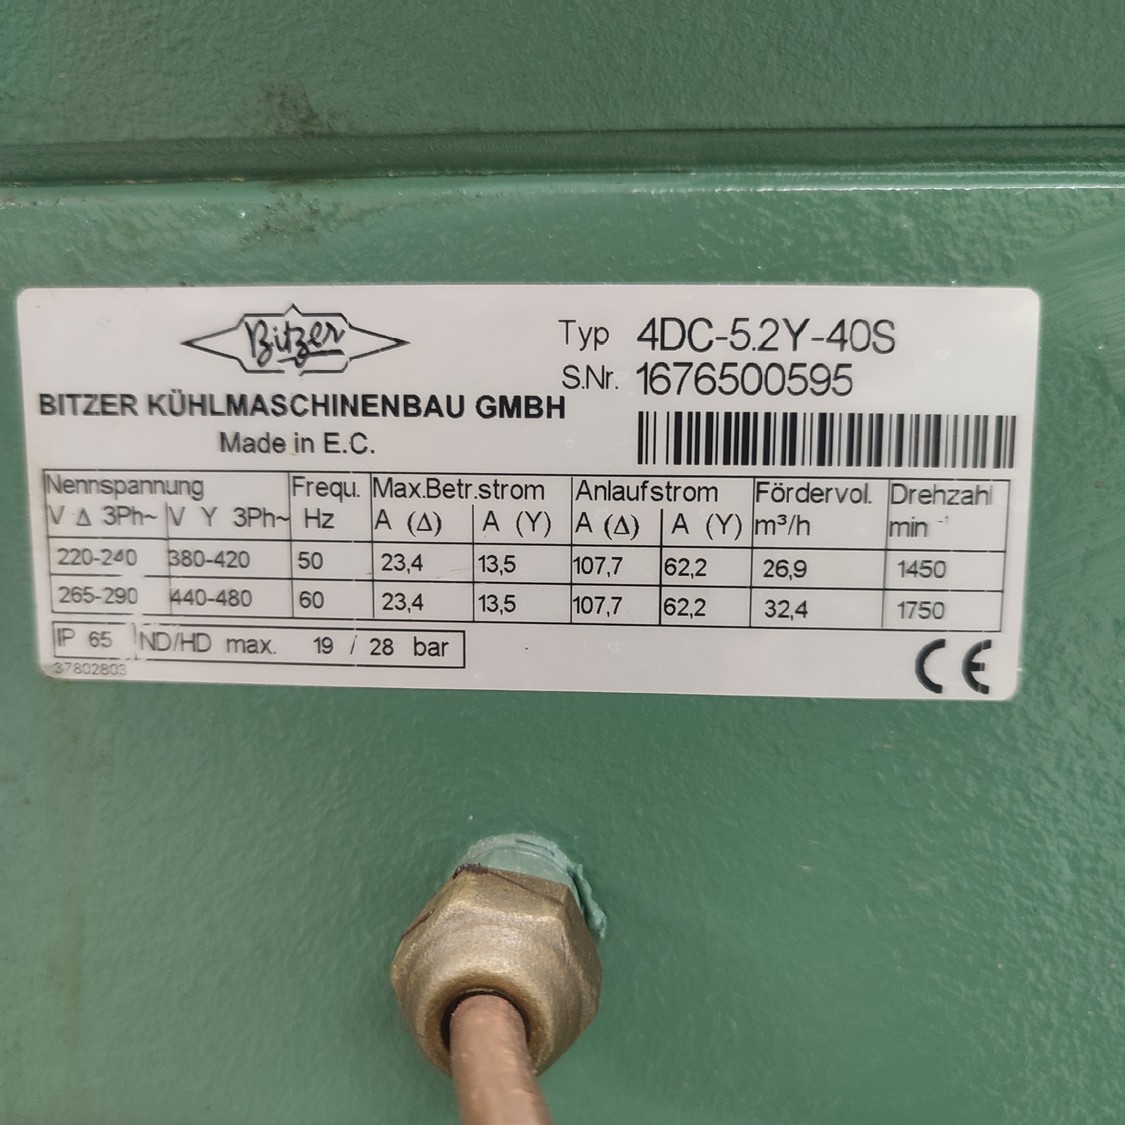 Bitzer
BITZER KÜHLMASCHINENBAU GMBH
Made in E.C.
Typ 4DC-5.2Y-40S
S.Nr. 1676500595
Nennspannung Frequ. Max.Betr.strom Anlaufstrom Fördervol. Drehzahl
V Δ 3Ph~ V Y 3Ph~ Hz A (Δ) A (Y) A (Δ) A (Y) m³/h min -1
220-240 380-420 50 23,4 13,5 107,7 62,2 26,9 1450
265-290 440-480 60 23,4 13,5 107,7 62,2 32,4 1750
IP 65 ND/HD max. 19 / 28 bar
37802803
CE